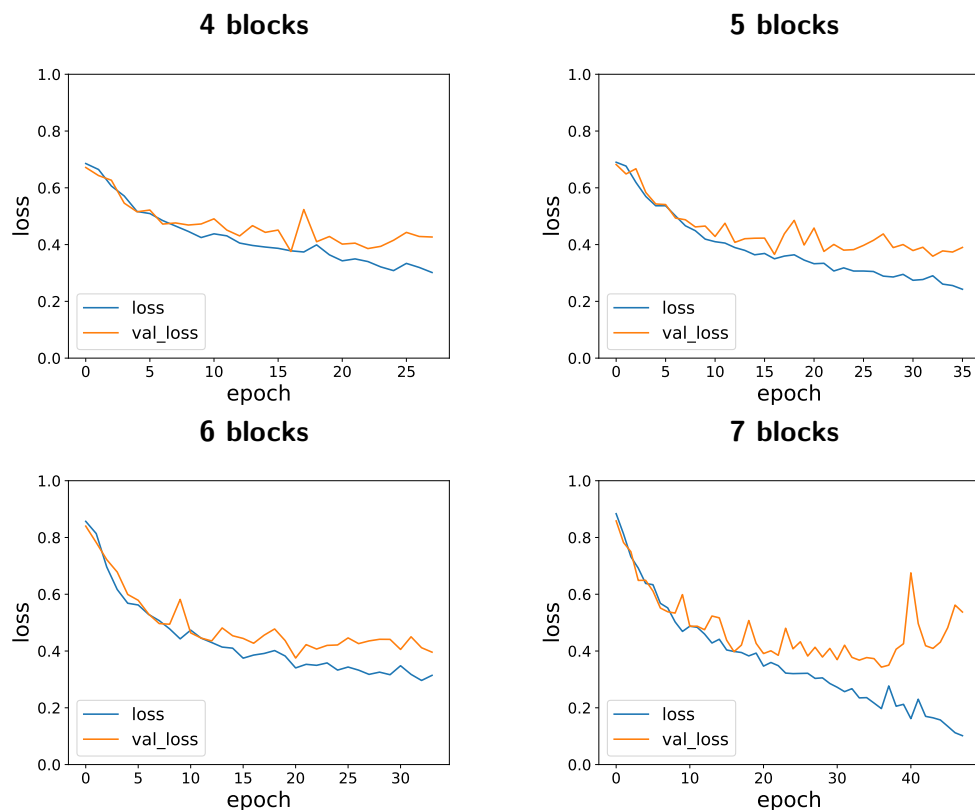 4 blocks
1.0
0.8
0.6
0.4
0.2
0.0
loss
loss
val_loss
0 5 10 15 20 25
epoch
5 blocks
1.0
0.8
0.6
0.4
0.2
0.0
loss
loss
val_loss
0 5 10 15 20 25 30 35
epoch
6 blocks
1.0
0.8
0.6
0.4
0.2
0.0
loss
loss
val_loss
0 5 10 15 20 25 30
epoch
7 blocks
1.0
0.8
0.6
0.4
0.2
0.0
loss
loss
val_loss
0 10 20 30 40
epoch